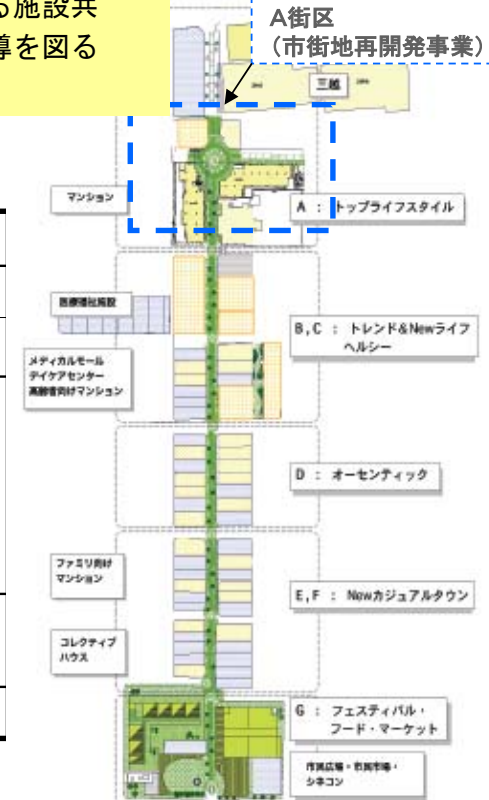 る施設共
導を図る
A街区
（市街地再開発事業）
三越
マンション
A ： トップライフスタイル
医療福祉施設
B,C ： トレンド&Newライフ
ヘルシー
メディカルモール
デイケアセンター
高齢者向けマンション
D ： オーセンティック
ファミリ向け
マンション
E,F ： Newカジュアルタウン
コレクティブ
ハウス
G ： フェスティバル・
フード・マーケット
市民広場・市民市場・
シネコン